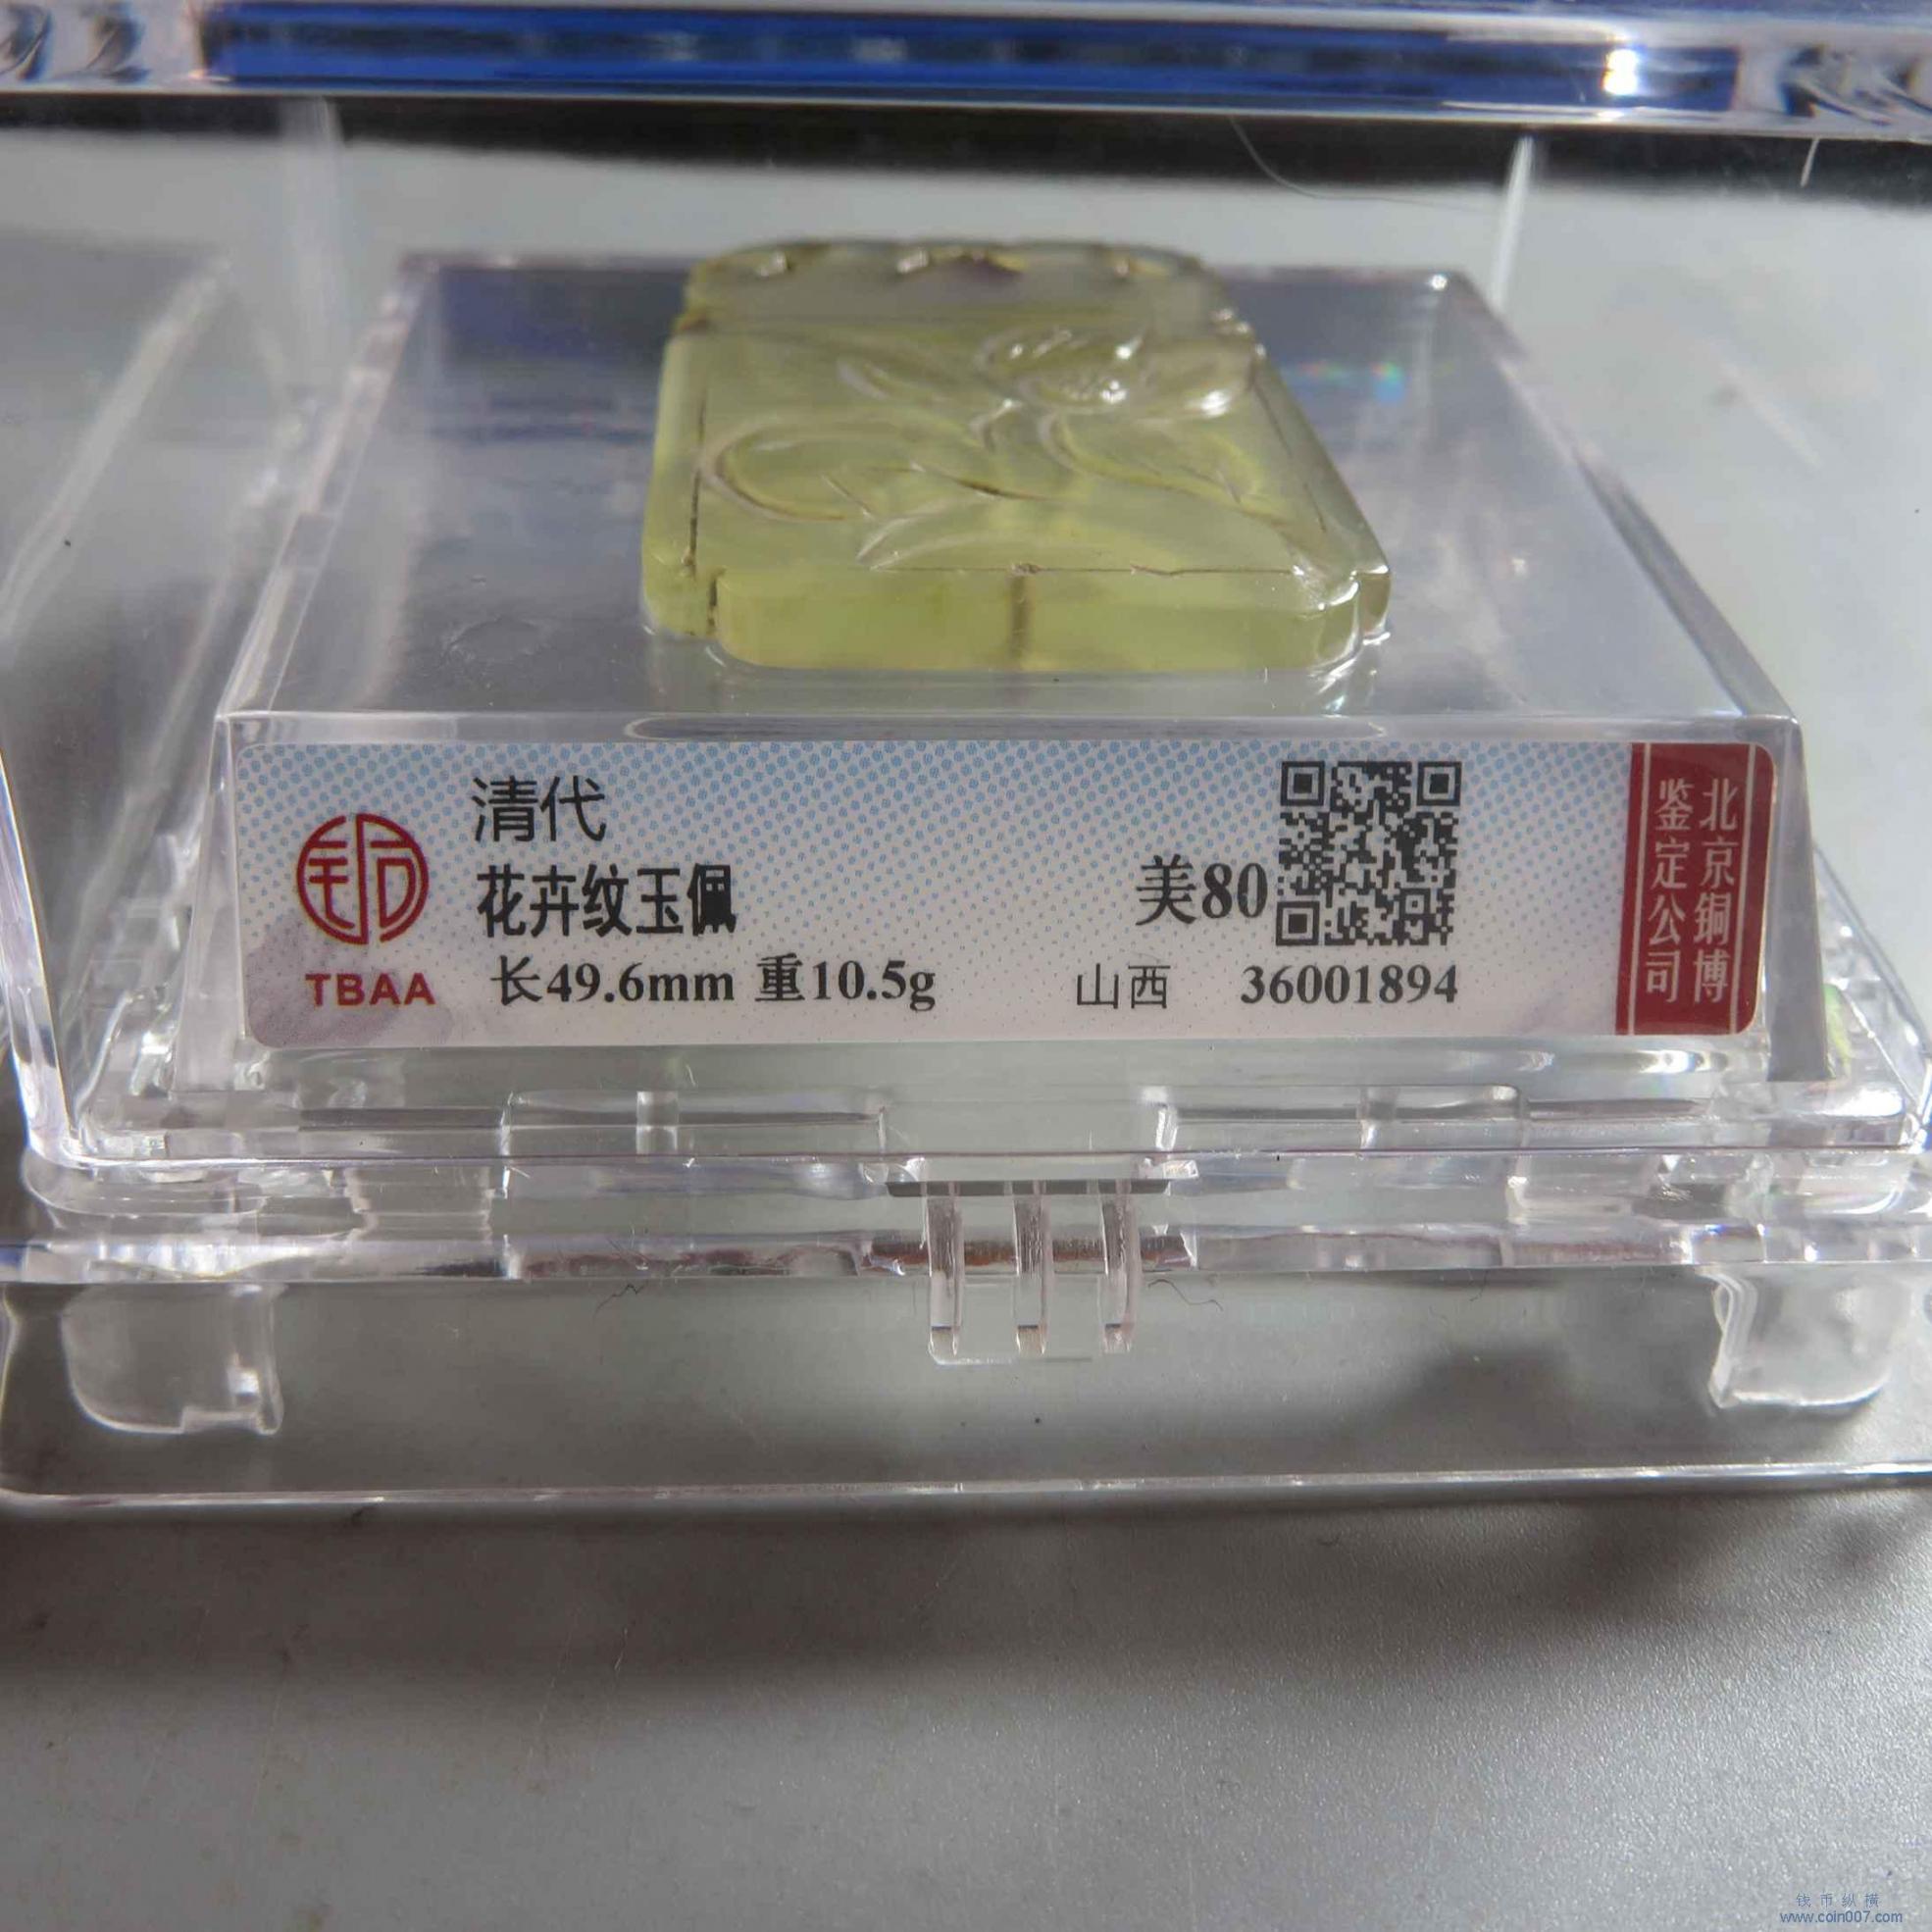 清代
花卉纹玉佩
美80
TBAA
长49.6mm 重10.5g
山西
36001894
北京铜博
鉴定公司
钱币纵横
www.coin007.com